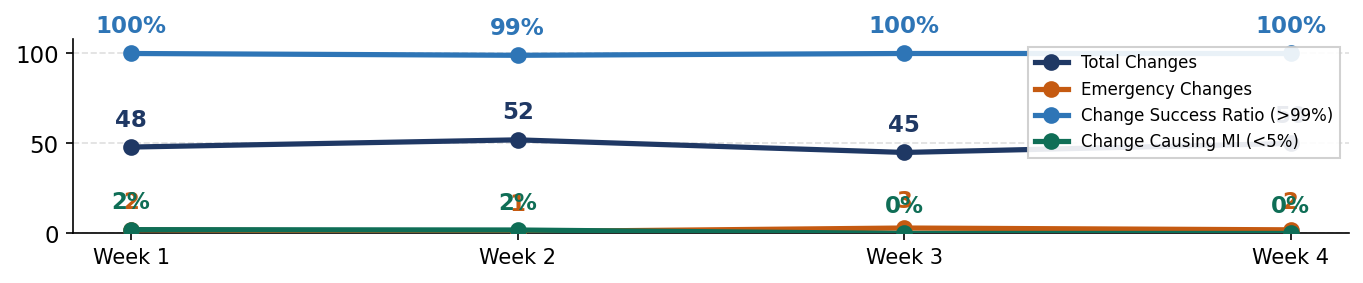 100% 99% 100% 100%
100
Total Changes
Emergency Changes
48 52 45
Change Success Ratio (>99%)
Change Causing MI (<5%)
50
2% 2% 0% 0%
2 1 3 2
0
Week 1 Week 2 Week 3 Week 4